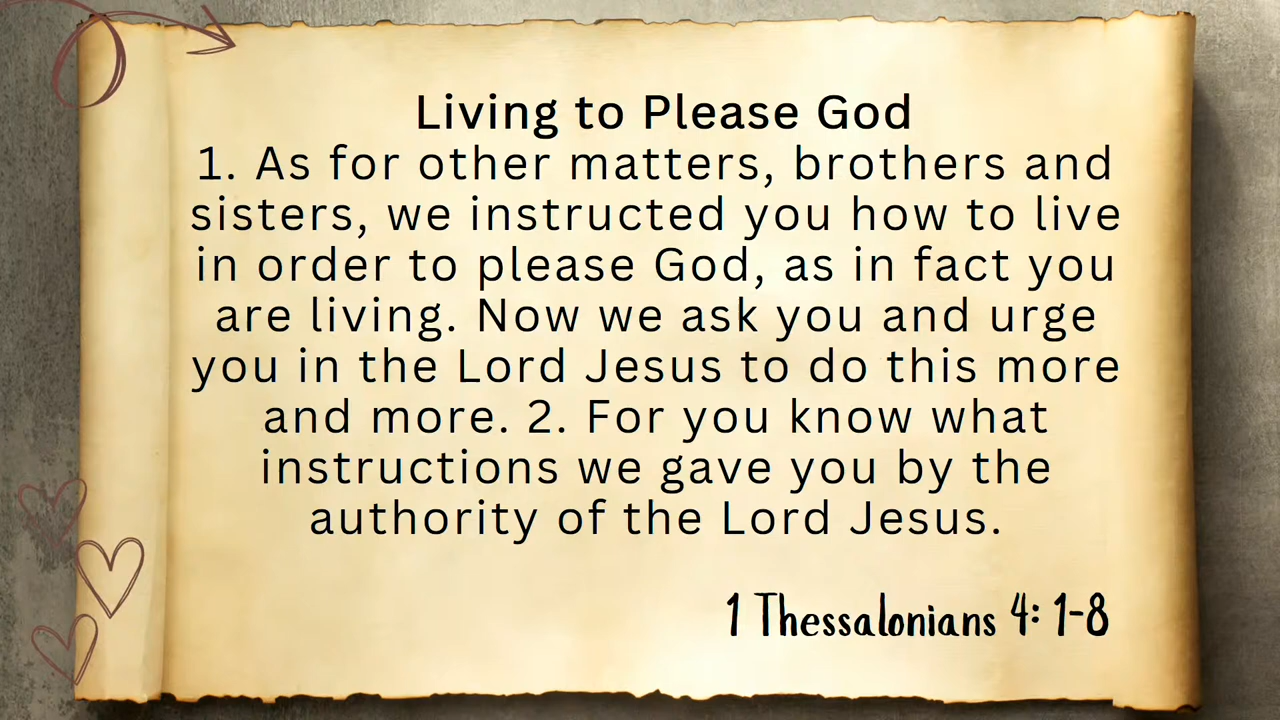 Living to Please God
1. As for other matters, brothers and
sisters, we instructed you how to live
in order to please God, as in fact you
are living. Now we ask you and urge
you in the Lord Jesus to do this more
and more. 2. For you know what
instructions we gave you by the
authority of the Lord Jesus.
1 Thessalonians 4: 1-8